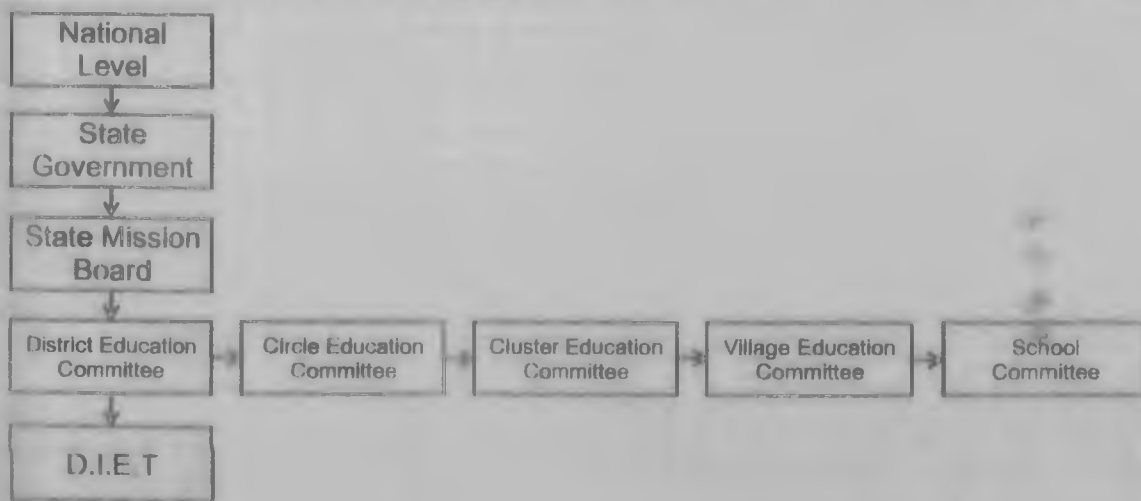 National
Level
State
Government
State Mission
Board
District Education
Committee
Circle Education
Committee
Cluster Education
Committee
Village Education
Committee
School
Committee
D.I.E.T